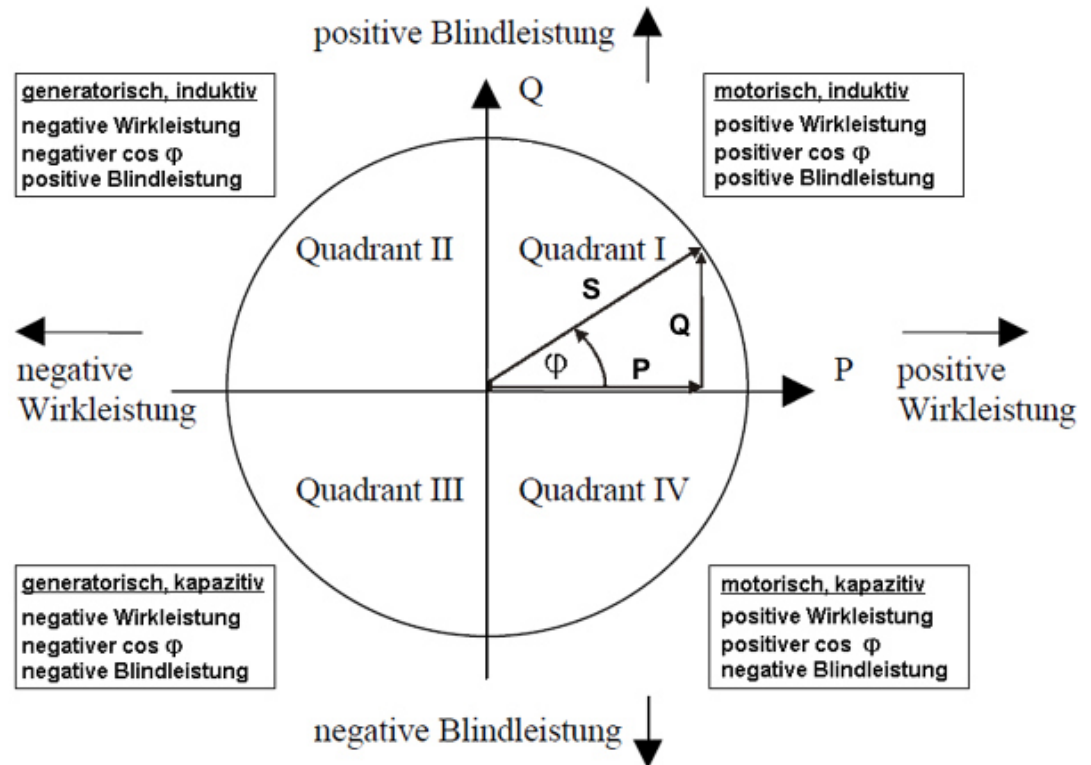 positive Blindleistung
generatorisch, induktiv
negative Wirkleistung
negativer cos φ
positive Blindleistung
Q
motorisch, induktiv
positive Wirkleistung
positiver cos φ
positive Blindleistung
Quadrant II
Quadrant I
S
Q
φ
P
negative
Wirkleistung
P
positive
Wirkleistung
Quadrant III
Quadrant IV
generatorisch, kapazitiv
negative Wirkleistung
negativer cos φ
negative Blindleistung
motorisch, kapazitiv
positive Wirkleistung
positiver cos φ
negative Blindleistung
negative Blindleistung